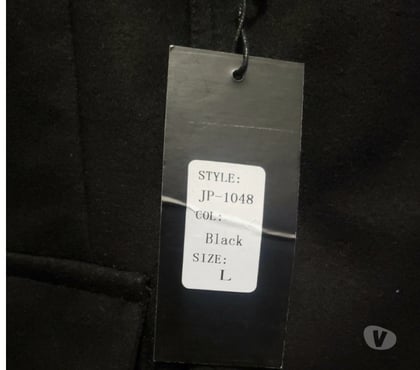 STYLE:
JP-1048
COL:
Black
SIZE:
L
V